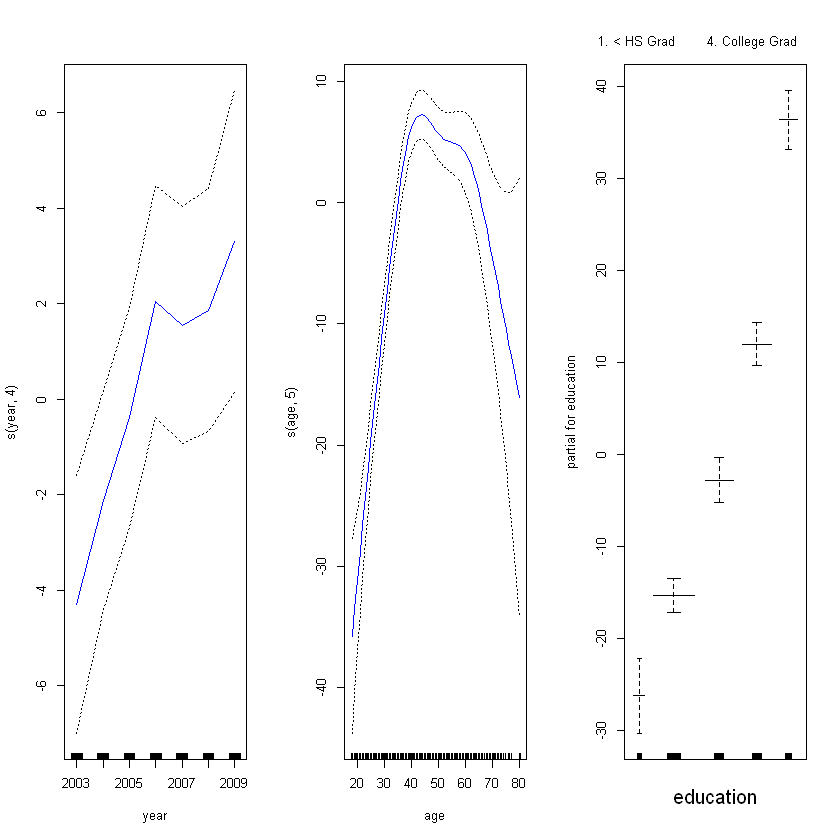 1. < HS Grad 4. College Grad
s(year, 4)
6
4
2
0
-2
-4
-6
2003 2005 2007 2009
year
s(age, 5)
10
0
-10
-20
-30
-40
20 30 40 50 60 70 80
age
partial for education
40
30
20
10
0
-10
-20
-30
education